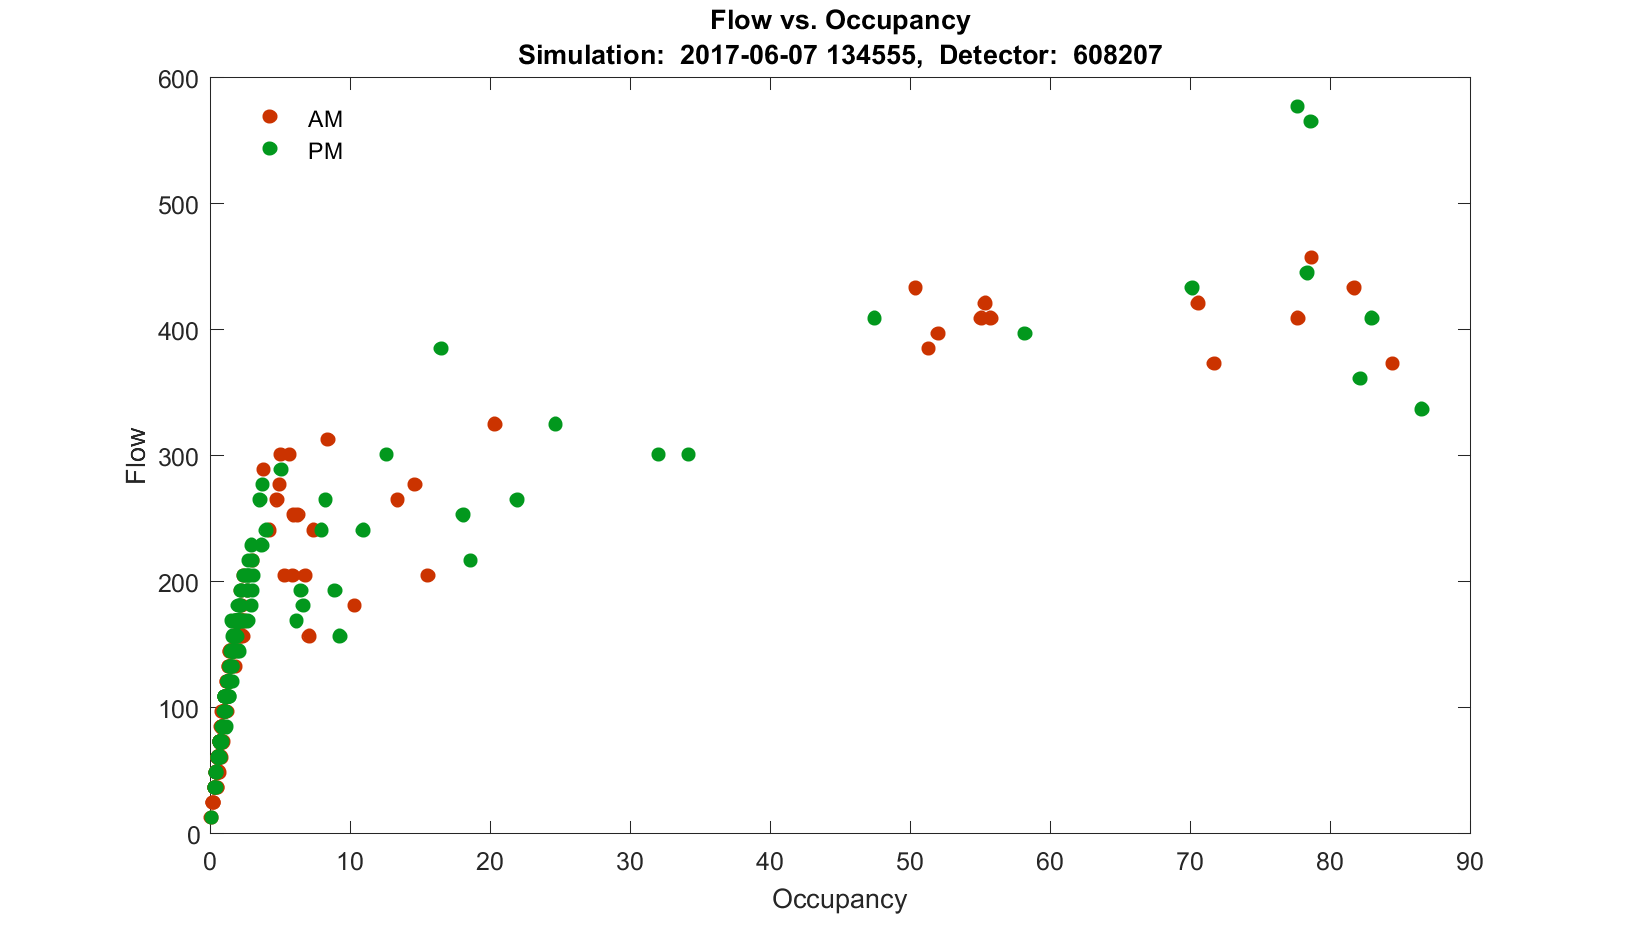 Flow vs. Occupancy
Simulation:  2017-06-07 134555,  Detector:  608207
600
AM
PM
500
400
Flow
300
200
100
0
0 10 20 30 40 50 60 70 80 90
Occupancy